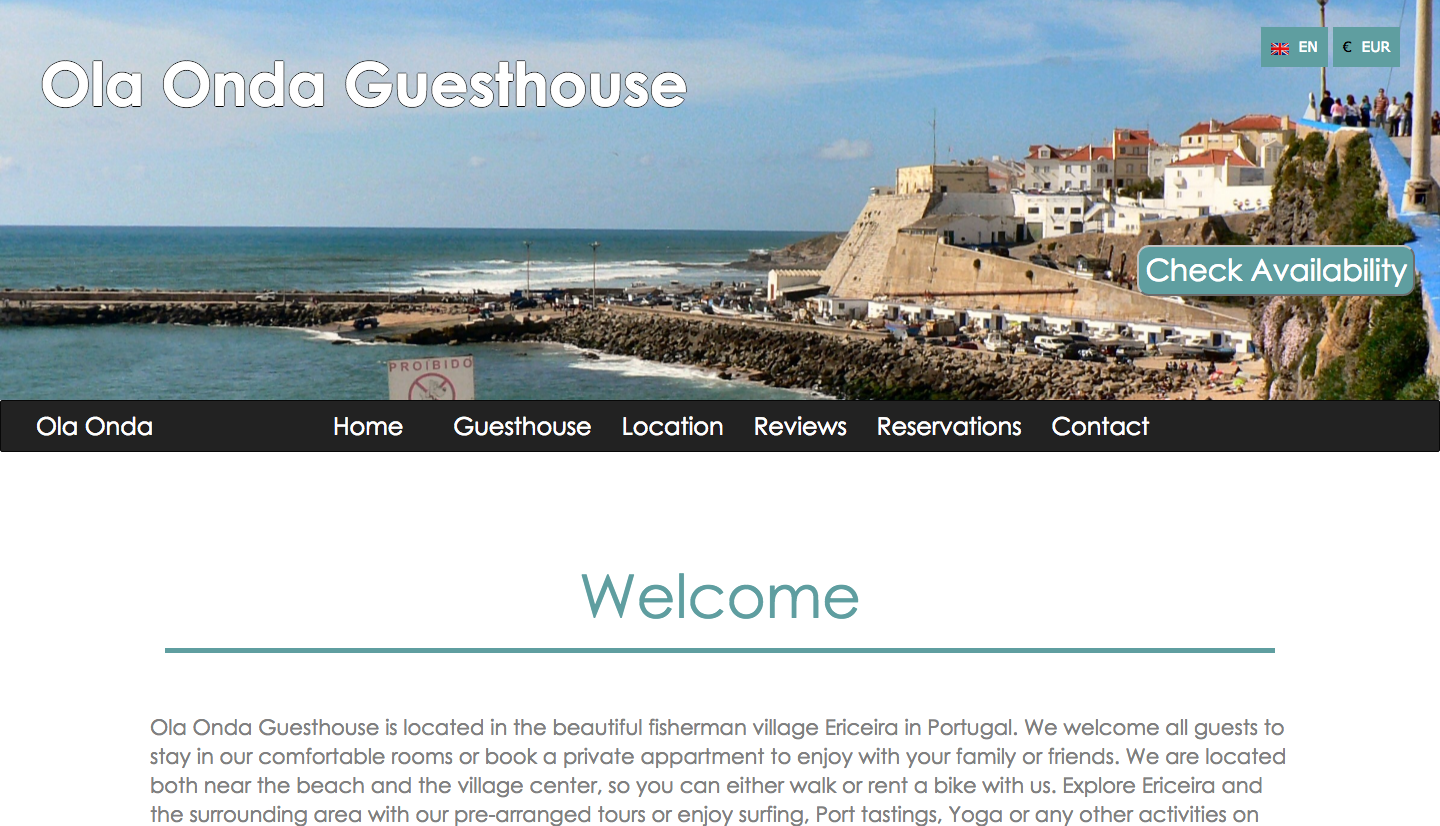 Ola Onda Guesthouse
EN
€ EUR
Check Availability
PROIBIDO
Ola Onda Home Guesthouse Location Reviews Reservations Contact
Welcome
Ola Onda Guesthouse is located in the beautiful fisherman village Ericeira in Portugal. We welcome all guests to
stay in our comfortable rooms or book a private appartment to enjoy with your family or friends. We are located
both near the beach and the village center, so you can either walk or rent a bike with us. Explore Ericeira and
the surrounding area with our pre-arranged tours or enjoy surfing, Port tastings, Yoga or any other activities on